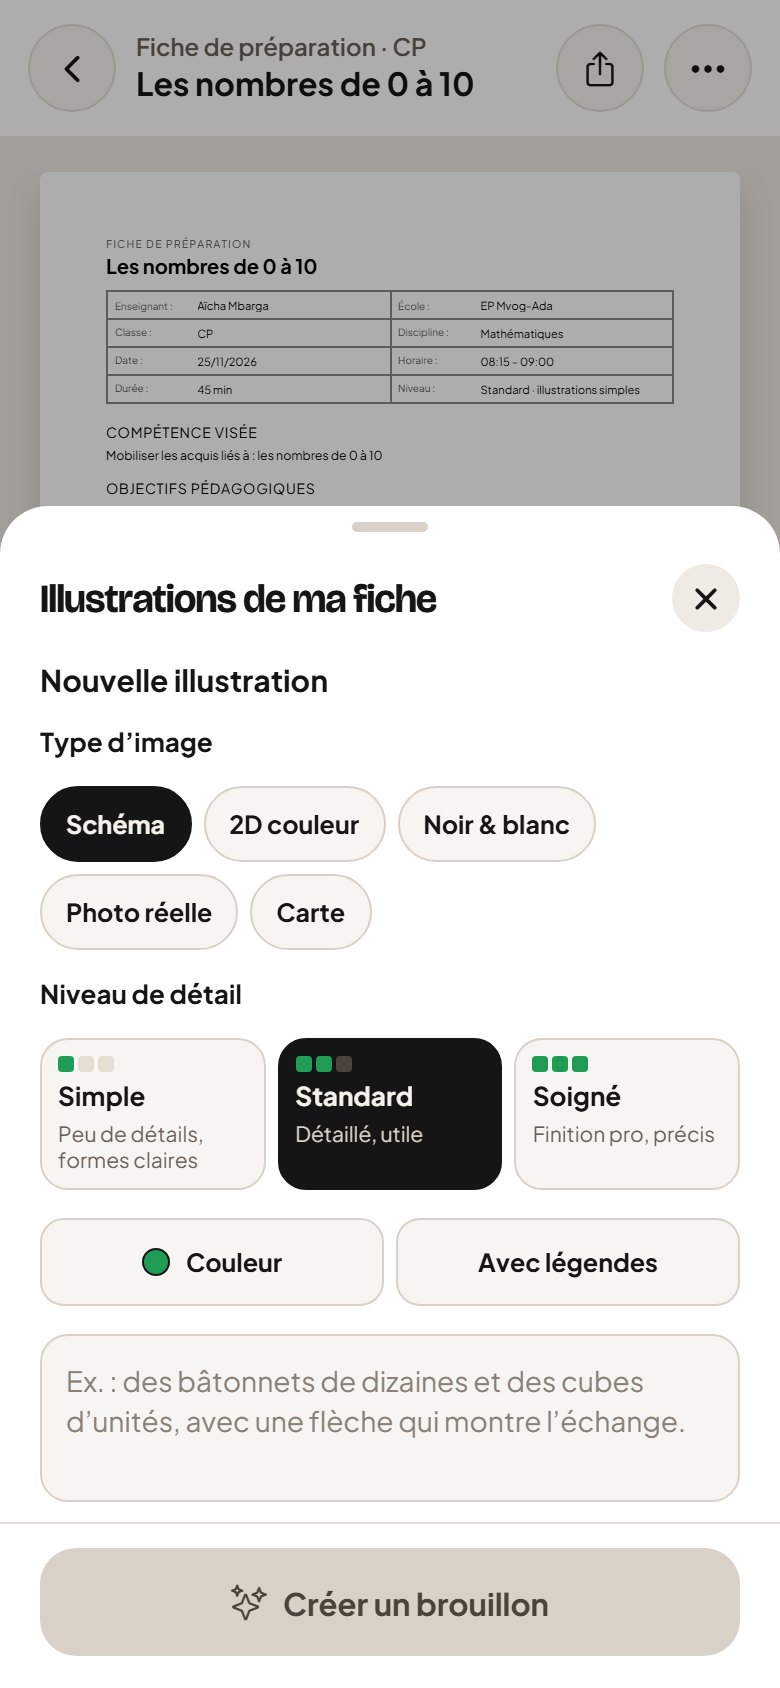 Fiche de préparation · CP
Les nombres de 0 à 10
FICHE DE PRÉPARATION
Les nombres de 0 à 10
Enseignant : Aïcha Mbarga École : EP Mvog-Ada
Classe : CP Discipline : Mathématiques
Date : 25/11/2026 Horaire : 08:15 – 09:00
Durée : 45 min Niveau : Standard · illustrations simples
COMPÉTENCE VISÉE
Mobiliser les acquis liés à : les nombres de 0 à 10
OBJECTIFS PÉDAGOGIQUES
Illustrations de ma fiche
Nouvelle illustration
Type d’image
Schéma 2D couleur Noir & blanc
Photo réelle Carte
Niveau de détail
Simple Standard Soigné
Peu de détails, Détaillé, utile Finition pro, précis
formes claires
Couleur Avec légendes
Ex. : des bâtonnets de dizaines et des cubes
d’unités, avec une flèche qui montre l’échange.
Créer un brouillon